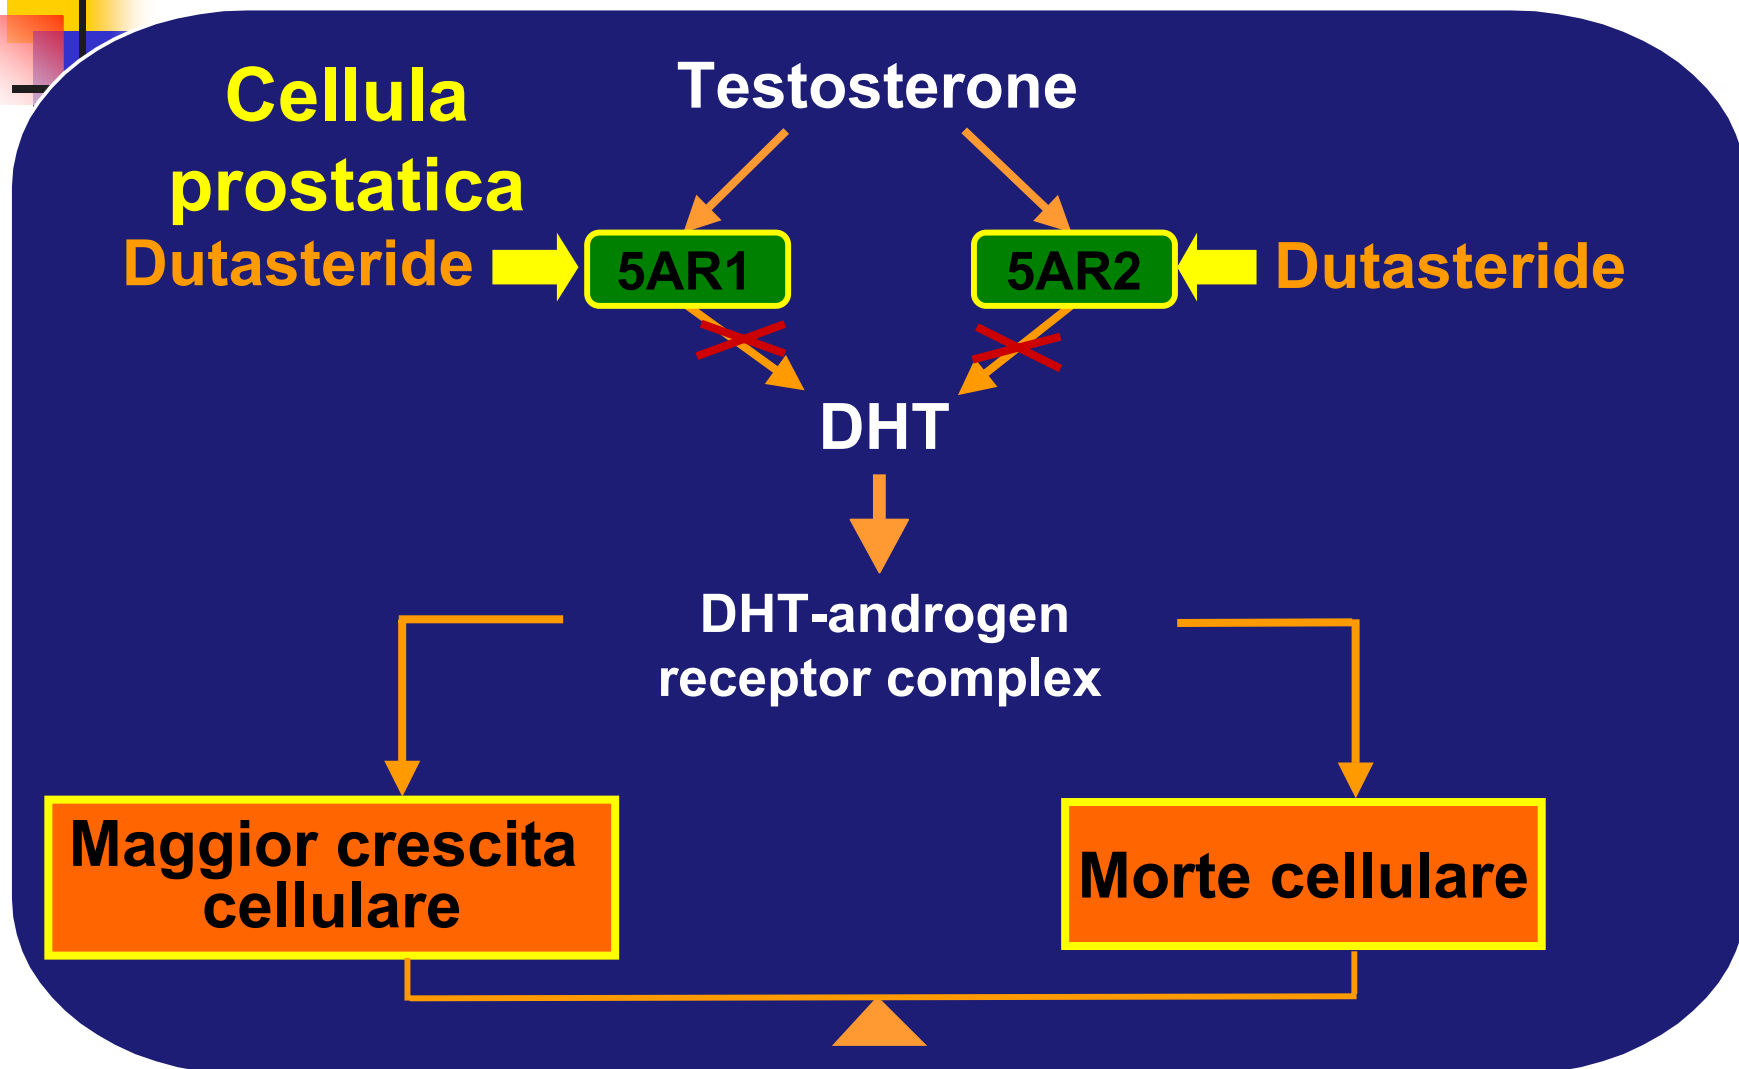 Cellula
prostatica
Testosterone
Dutasteride
5AR1
5AR2
Dutasteride
DHT
DHT-androgen
receptor complex
Maggior crescita
cellulare
Morte cellulare